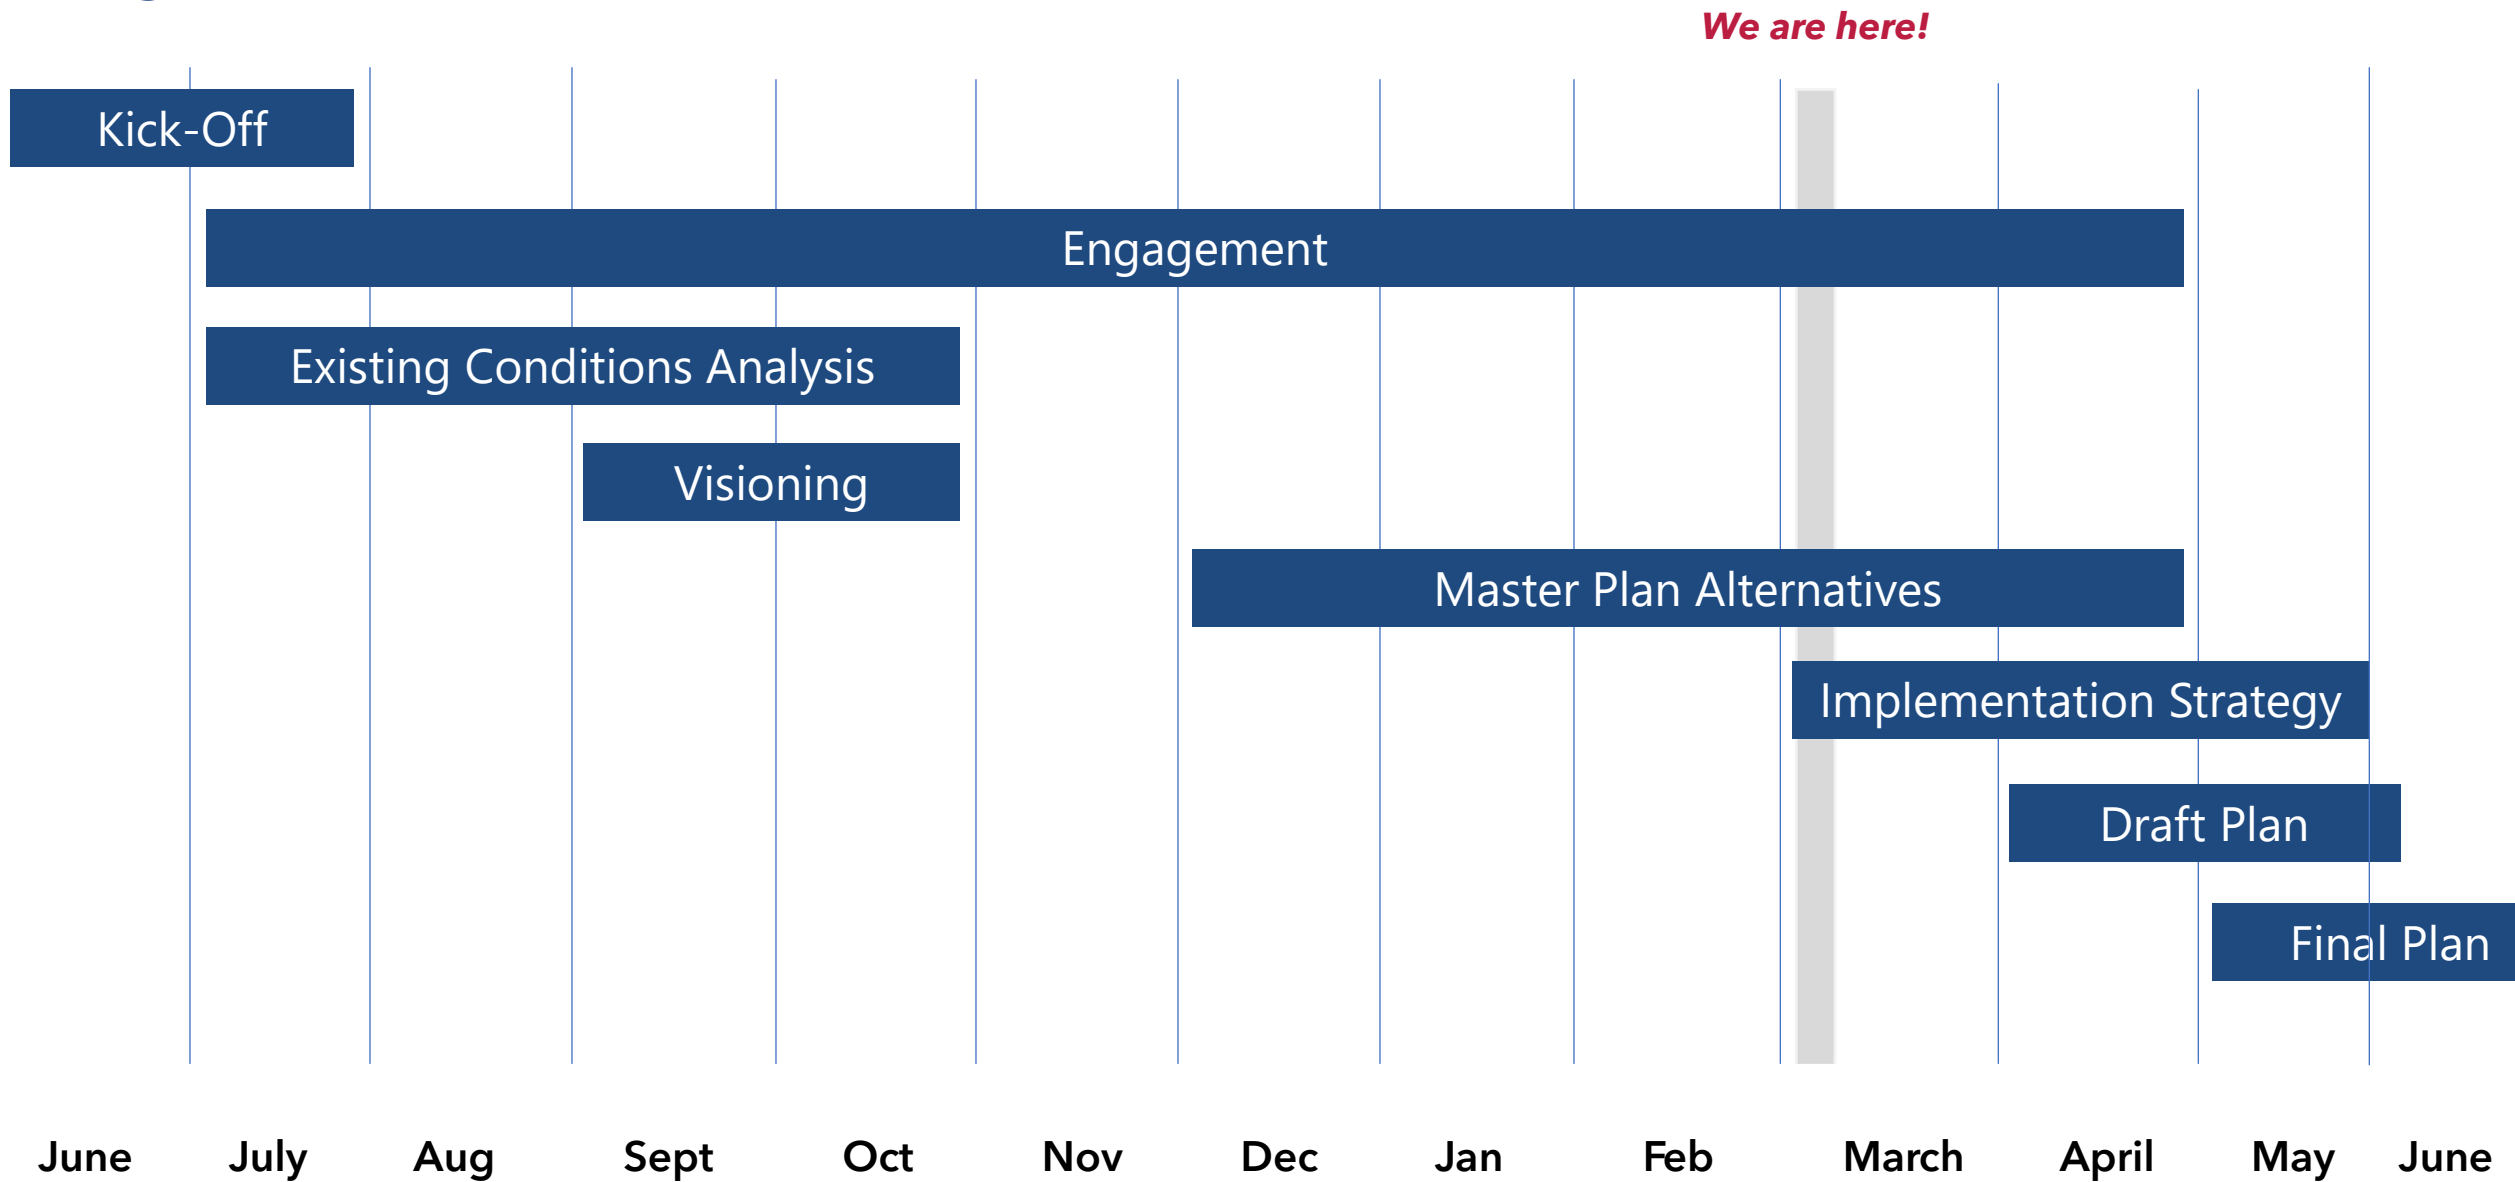 We are here!
Kick-Off
Engagement
Existing Conditions Analysis
Visioning
Master Plan Alternatives
Implementation Strategy
Draft Plan
Final Plan
June July Aug Sept Oct Nov Dec Jan Feb March April May June